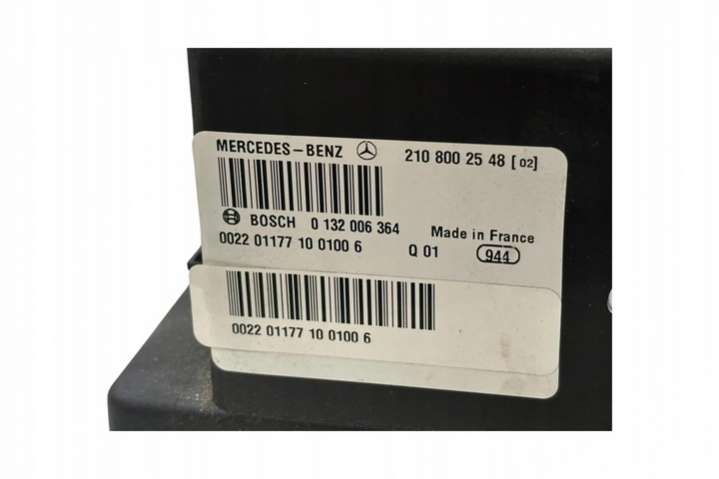 MERCEDES-BENZ 210 800 25 48 [02]
BOSCH 0 132 006 364 Made in France
0022 01177 10 0100 6 Q 01 944
0022 01177 10 0100 6